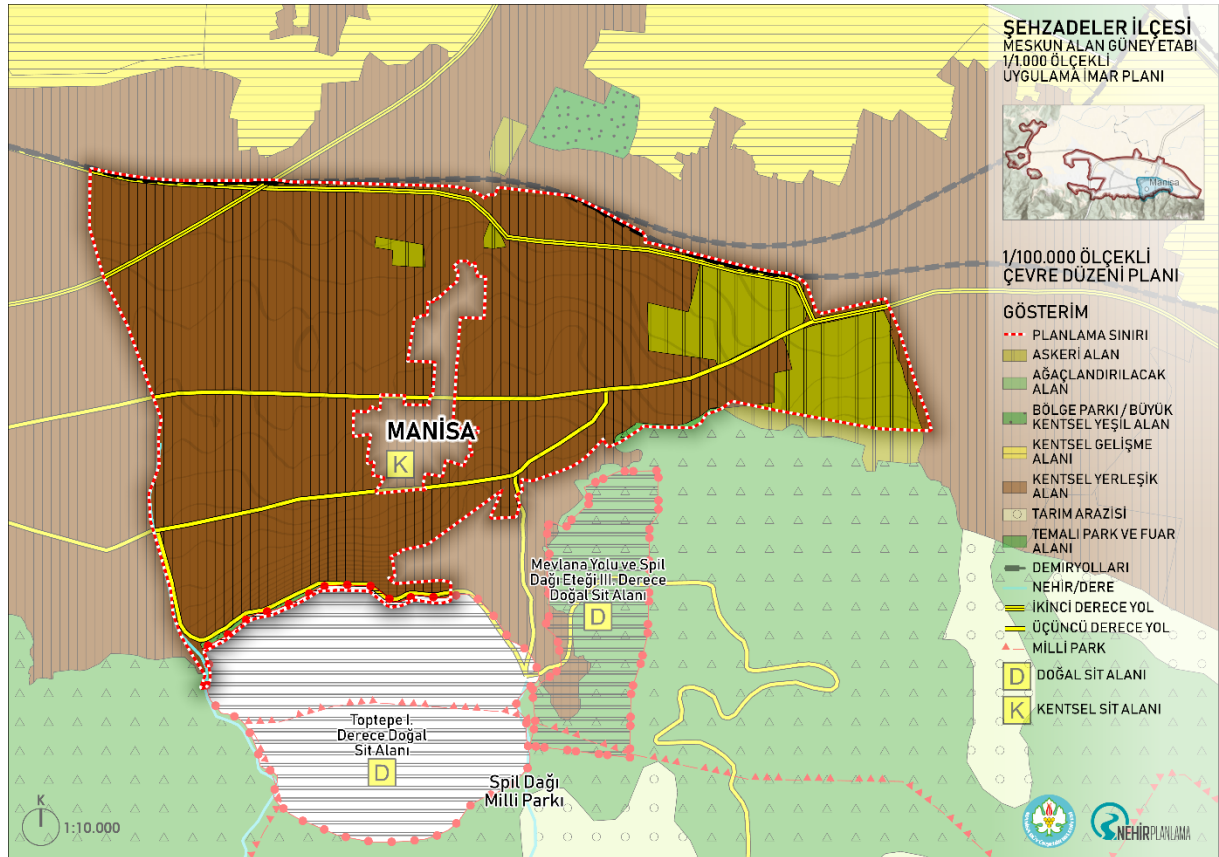 ŞEHZADELER İLÇESİ
MESKUN ALAN GÜNEY ETABI
1/1.000 ÖLÇEKLİ
UYGULAMA İMAR PLANI
Manisa
1/100.000 ÖLÇEKLİ
ÇEVRE DÜZENİ PLANI
GÖSTERİM
PLANLAMA SINIRI
ASKERİ ALAN
AĞAÇLANDIRILACAK
ALAN
BÖLGE PARKI / BÜYÜK
KENTSEL YEŞİL ALAN
KENTSEL GELİŞME
ALANI
KENTSEL YERLEŞİK
ALAN
TARIM ARAZİSİ
TEMALI PARK VE FUAR
ALANI
DEMİRYOLLARI
NEHİR/DERE
İKİNCİ DERECE YOL
ÜÇÜNCÜ DERECE YOL
MİLLİ PARK
D DOĞAL SİT ALANI
K KENTSEL SİT ALANI
MANİSA
K
Mevlana Yolu ve Spil
Dağı Eteği III. Derece
Doğal Sit Alanı
D
Toptepe I.
Derece Doğal
Sit Alanı
D
Spil Dağı
Milli Parkı
K
1:10.000
NEHİR PLANLAMA